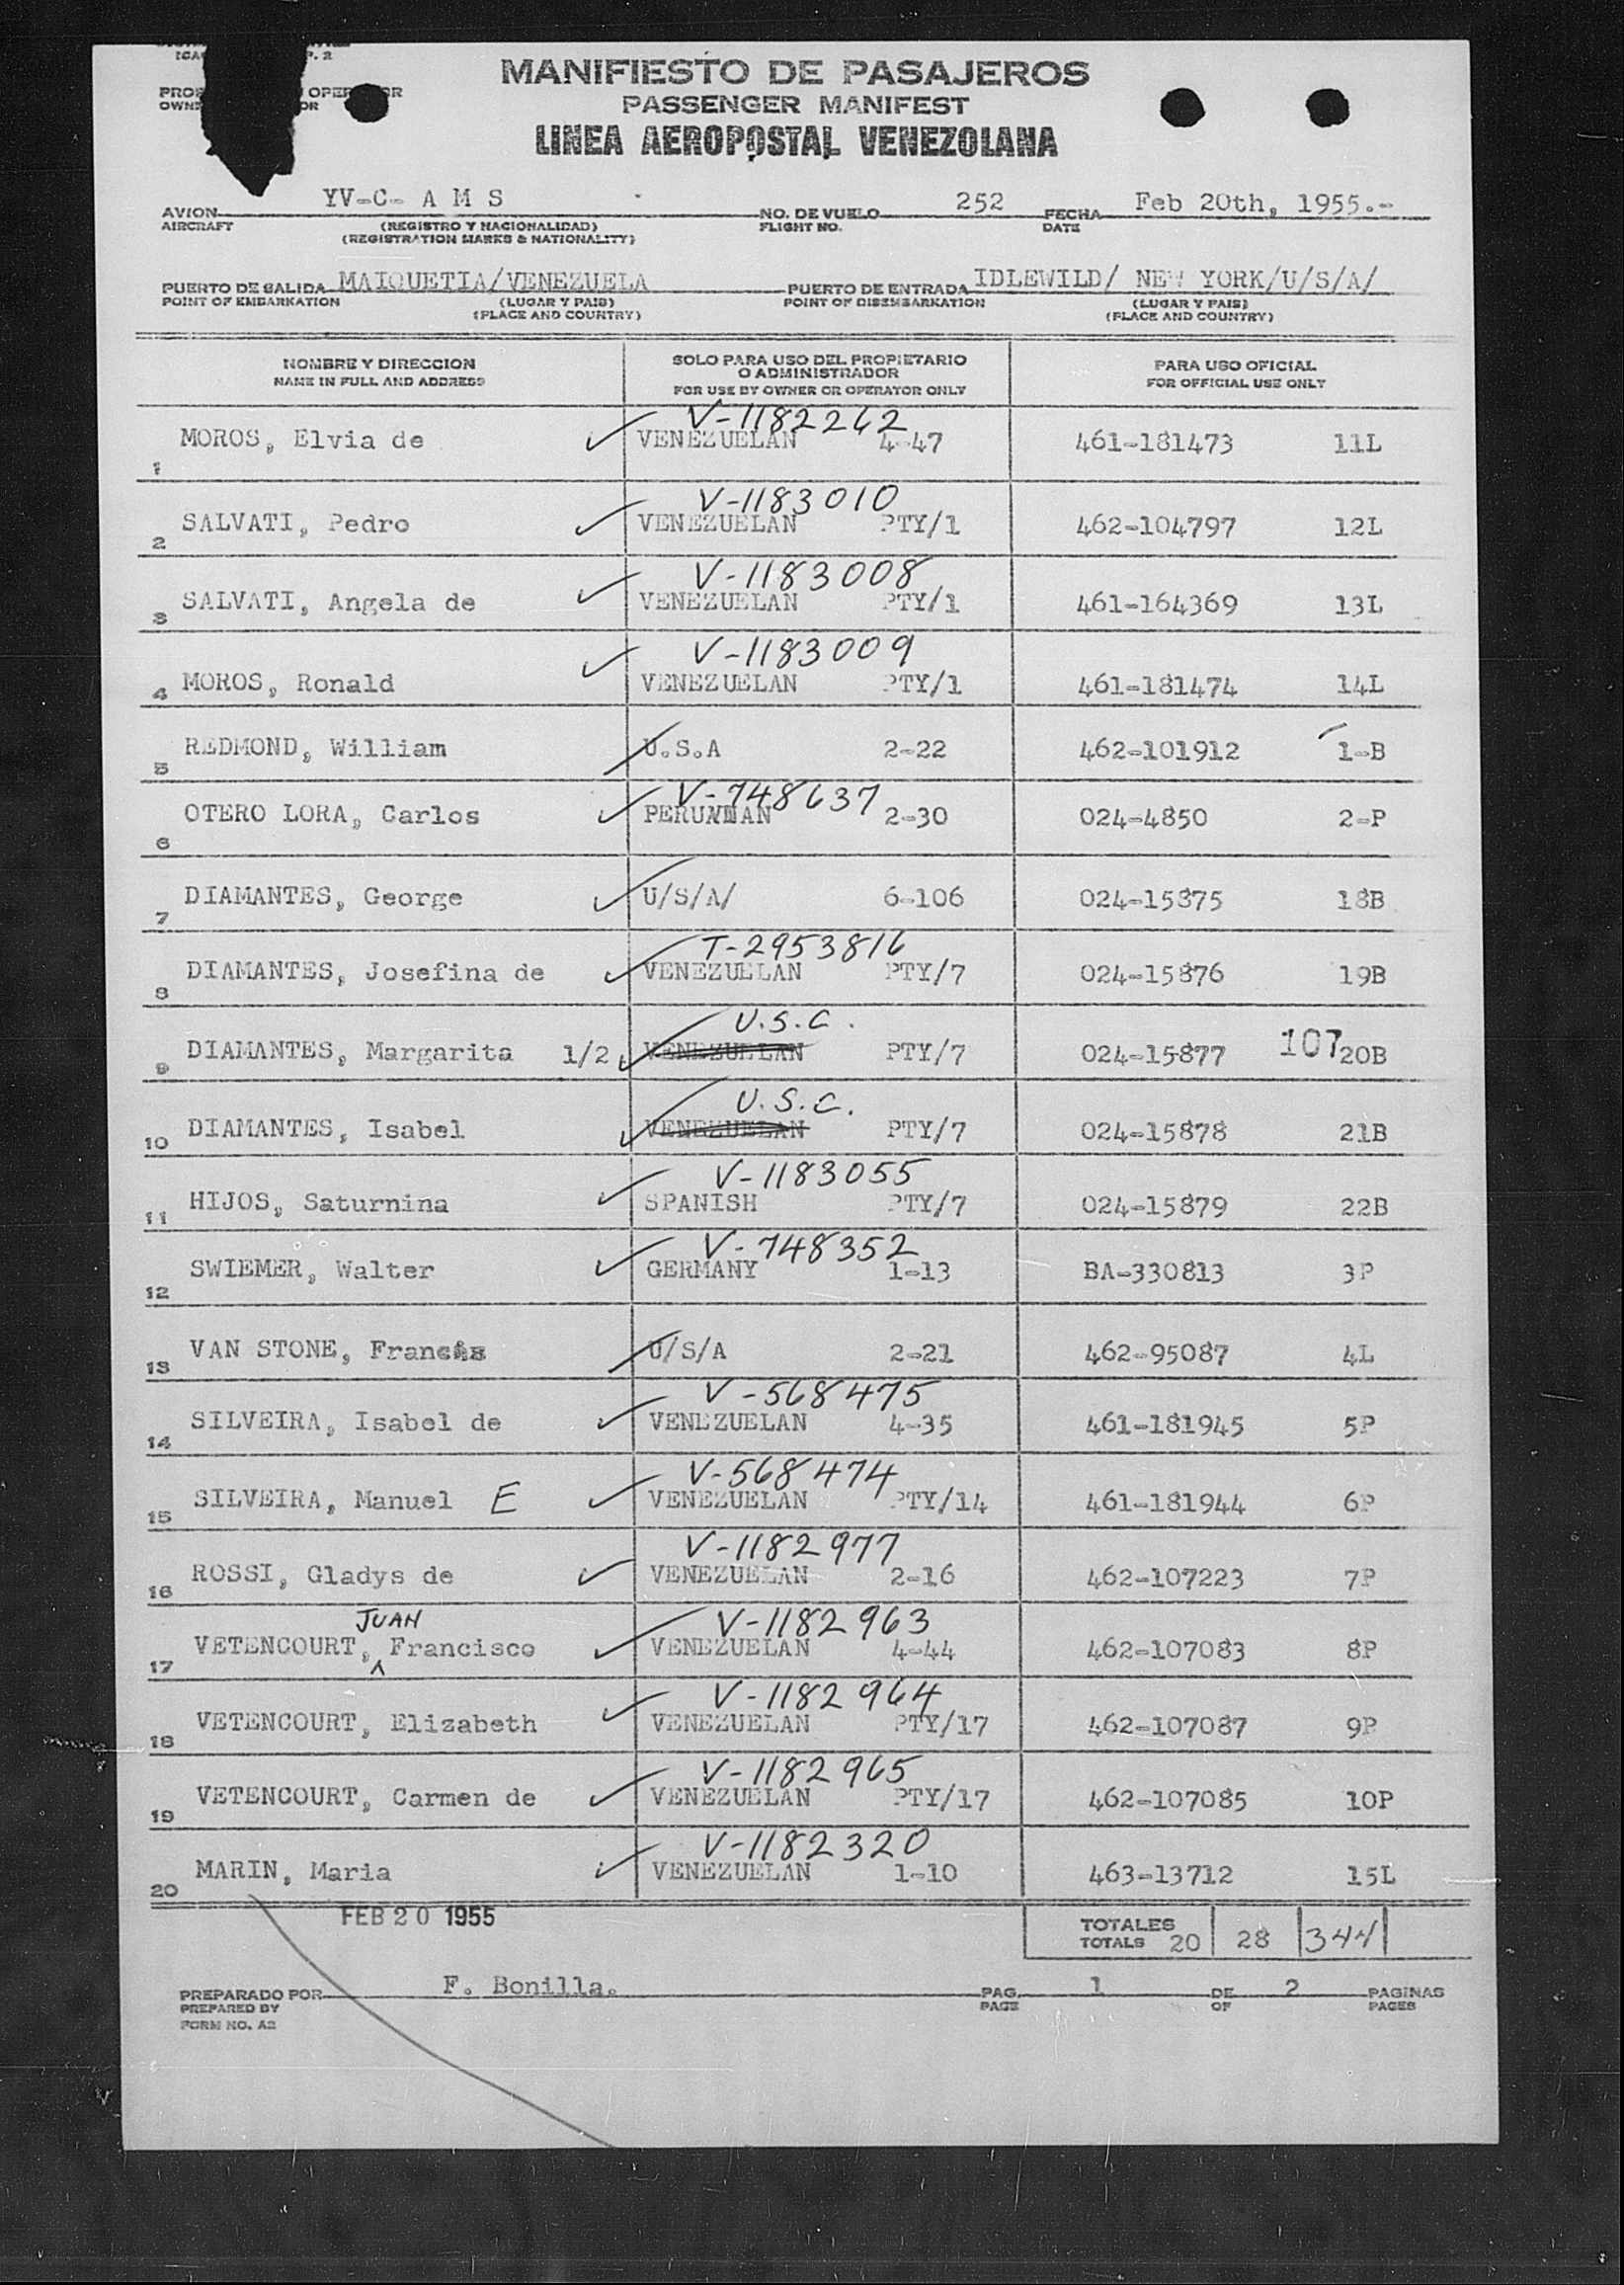 P. 2
MANIFIESTO DE PASAJEROS
PASSENGER MANIFEST
LINEA AEROPOSTAL VENEZOLANA
AVION YV-C- A M S NO. DE VUELO 252 FECHA Feb 20th, 1955.-
AIRCRAFT (REGISTRO Y NACIONALIDAD) FLIGHT NO. DATE
(REGISTRATION MARKS & NATIONALITY)
PUERTO DE SALIDA MAIQUETIA/VENEZUELA PUERTO DE ENTRADA IDLEWILD/ NEW YORK/U/S/A/
POINT OF EMBARKATION (LUGAR Y PAIS) POINT OF DISEMBARKATION (LUGAR Y PAIS)
(PLACE AND COUNTRY) (PLACE AND COUNTRY)
NOMBRE Y DIRECCION SOLO PARA USO DEL PROPIETARIO O ADMINISTRADOR PARA USO OFICIAL
NAME IN FULL AND ADDRESS FOR USE BY OWNER OR OPERATOR ONLY FOR OFFICIAL USE ONLY
V-1182262
1 MOROS, Elvia de VENEZUELAN 4-47 461-181473 11L
V-1183010
2 SALVATI, Pedro VENEZUELAN PTY/1 462-104797 12L
V-1183008
3 SALVATI, Angela de VENEZUELAN PTY/1 461-164369 13L
V-1183009
4 MOROS, Ronald VENEZUELAN PTY/1 461-181474 14L
5 REDMOND, William U.S.A 2-22 462-101912 1-B
V-748637
6 OTERO LORA, Carlos 2-30 024-4850 2-P
7 DIAMANTES, George U/S/A/ 6-106 024-15875 18B
T-2953816
8 DIAMANTES, Josefina de VENEZUELAN PTY/7 024-15876 19B
U.S.C.
9 DIAMANTES, Margarita 1/2 VENEZUELAN PTY/7 024-15877 107 20B
U.S.C.
10 DIAMANTES, Isabel VENEZUELAN PTY/7 024-15878 21B
V-1183055
11 HIJOS, Saturnina SPANISH PTY/7 024-15879 22B
V-748352
12 SWIEMER, Walter GERMANY 1-13 BA-330813 3P
13 VAN STONE, Francis U/S/A 2-21 462-95087 4L
V-568475
14 SILVEIRA, Isabel de VENEZUELAN 4-35 461-181945 5P
V-568474
15 SILVEIRA, Manuel E VENEZUELAN PTY/14 461-181944 6P
V-1182977
16 ROSSI, Gladys de VENEZUELAN 2-16 462-107223 7P
JUAN V-1182963
17 VETENCOURT, Francisco VENEZUELAN 4-44 462-107083 8P
V-1182964
18 VETENCOURT, Elizabeth VENEZUELAN PTY/17 462-107087 9P
V-1182965
19 VETENCOURT, Carmen de VENEZUELAN PTY/17 462-107085 10P
V-1182320
20 MARIN, Maria VENEZUELAN 1-10 463-13712 15L
FEB 20 1955
TOTALES
TOTALS 20 28 344
PREPARADO POR F. Bonilla. PAG. 1 DE 2 PAGINAS
PREPARED BY PAGE OF PAGES
FORM NO. A2